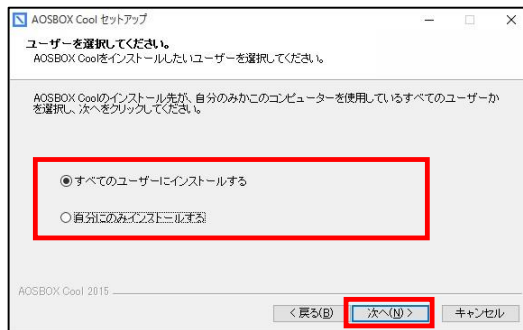 AOSBOX Cool セットアップ
ユーザーを選択してください。
AOSBOX Coolをインストールしたいユーザーを選択してください。
AOSBOX Coolのインストール先が、自分のみかこのコンピューターを使用しているすべてのユーザーか
を選択し、次へをクリックしてください。
すべてのユーザーにインストールする
自分にのみインストールする
AOSBOX Cool 2015
< 戻る(B)
次へ(N) >
キャンセル